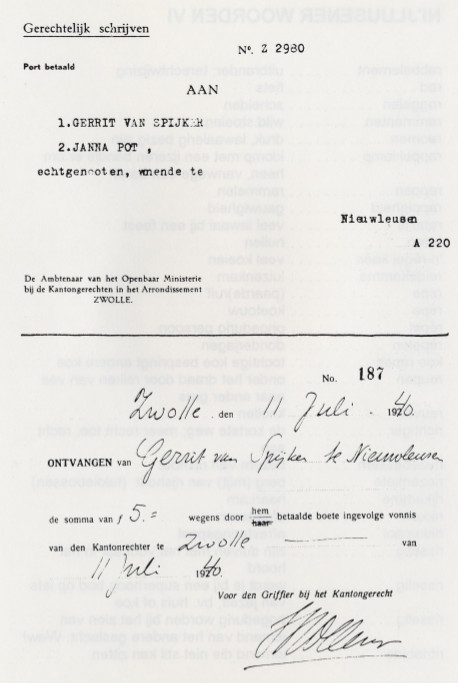 Gerechtelijk schrijven
Nº. Z 2980
Port betaald
AAN
1.GERRIT VAN SPIJKER
2.JANNA POT ,
echtgenooten, wonende te
Nieuwleusen
A 220
De Ambtenaar van het Openbaar Ministerie
bij de Kantongerechten in het Arrondissement
ZWOLLE.
No. 187
Zwolle, den 11 Juli 1940.
ONTVANGEN van Gerrit van Spijker te Nieuwleusen
de somma van ƒ 5.= wegens door hem haar betaalde boete ingevolge vonnis
van den Kantonrechter te Zwolle van
11 Juli 1940.
Voor den Griffier bij het Kantongerecht